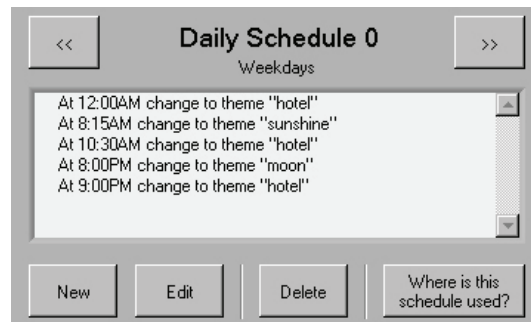 <<
Daily Schedule 0
>>
Weekdays
At 12:00AM change to theme "hotel"
At 8:15AM change to theme "sunshine"
At 10:30AM change to theme "hotel"
At 8:00PM change to theme "moon"
At 9:00PM change to theme "hotel"
New
Edit
Delete
Where is this
schedule used?